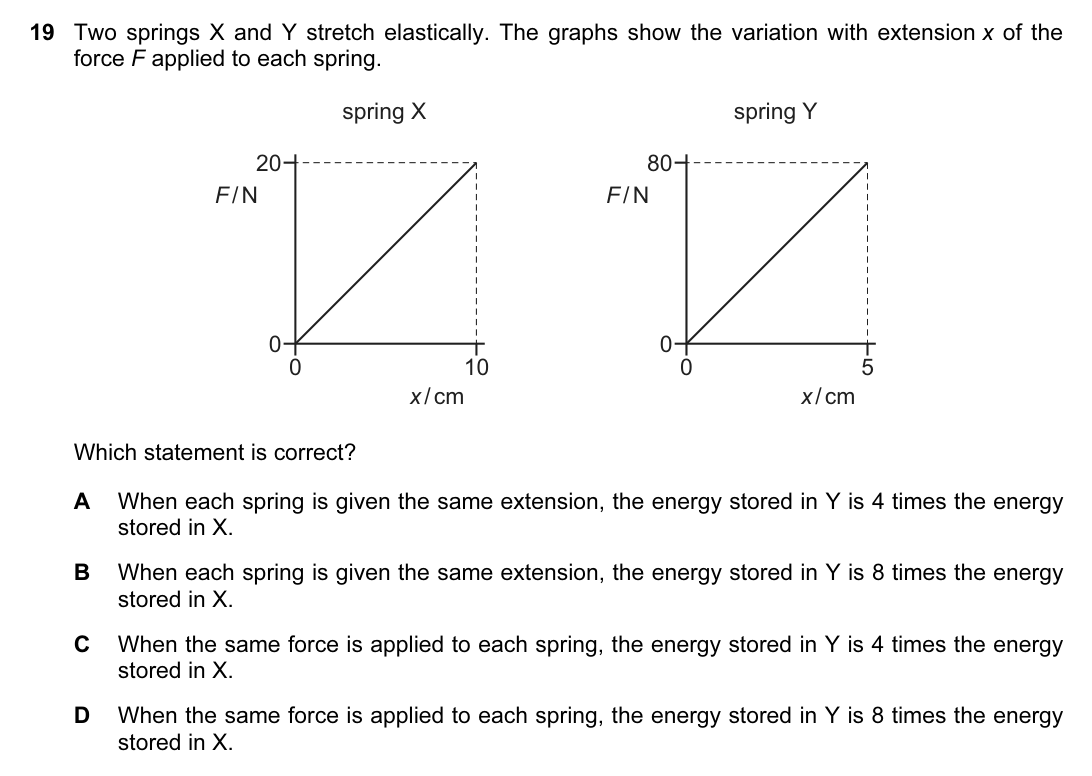 19 Two springs X and Y stretch elastically. The graphs show the variation with extension x of the
force F applied to each spring.
spring X
spring Y
20
F/N
0
0
10
x/cm
80
F/N
0
0
5
x/cm
Which statement is correct?
A When each spring is given the same extension, the energy stored in Y is 4 times the energy
stored in X.
B When each spring is given the same extension, the energy stored in Y is 8 times the energy
stored in X.
C When the same force is applied to each spring, the energy stored in Y is 4 times the energy
stored in X.
D When the same force is applied to each spring, the energy stored in Y is 8 times the energy
stored in X.